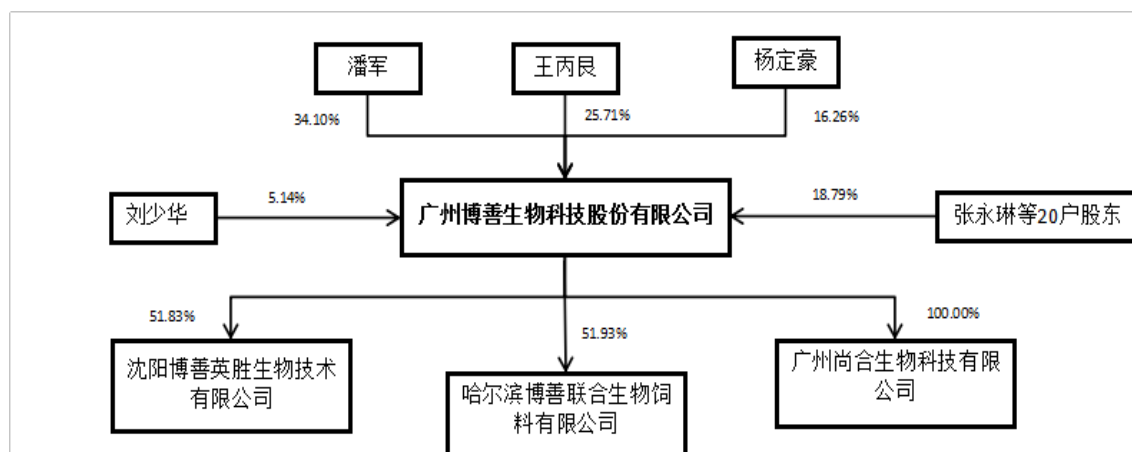 潘军
王丙艮
杨定豪
34.10%
25.71%
16.26%
刘少华
5.14%
广州博善生物科技股份有限公司
18.79%
张永琳等20户股东
51.83%
51.93%
100.00%
沈阳博善英胜生物技术
有限公司
哈尔滨博善联合生物饲
料有限公司
广州尚合生物科技有限
公司